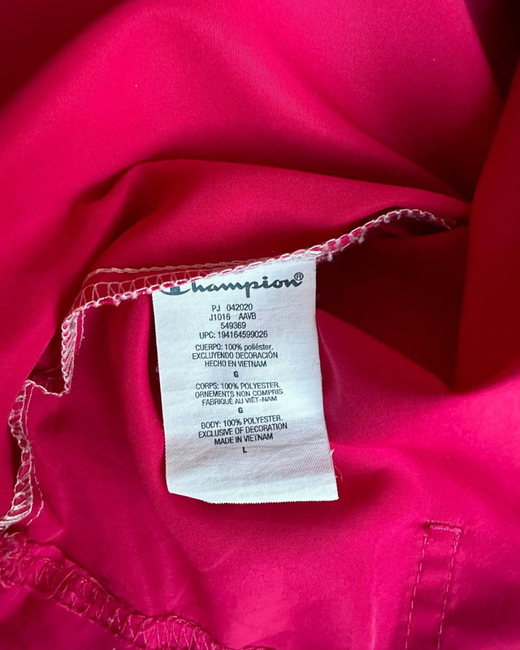 Champion®
PJ 042020
J1016 AAVB
549369
UPC: 194164599026
CUERPO: 100% poliéster.
EXCLUYENDO DECORACIÓN
HECHO EN VIETNAM
G
CORPS: 100% POLYESTER.
ORNEMENTS NON COMPRIS
FABRIQUÉ AU VIÊT-NAM
G
BODY: 100% POLYESTER.
EXCLUSIVE OF DECORATION
MADE IN VIETNAM
L